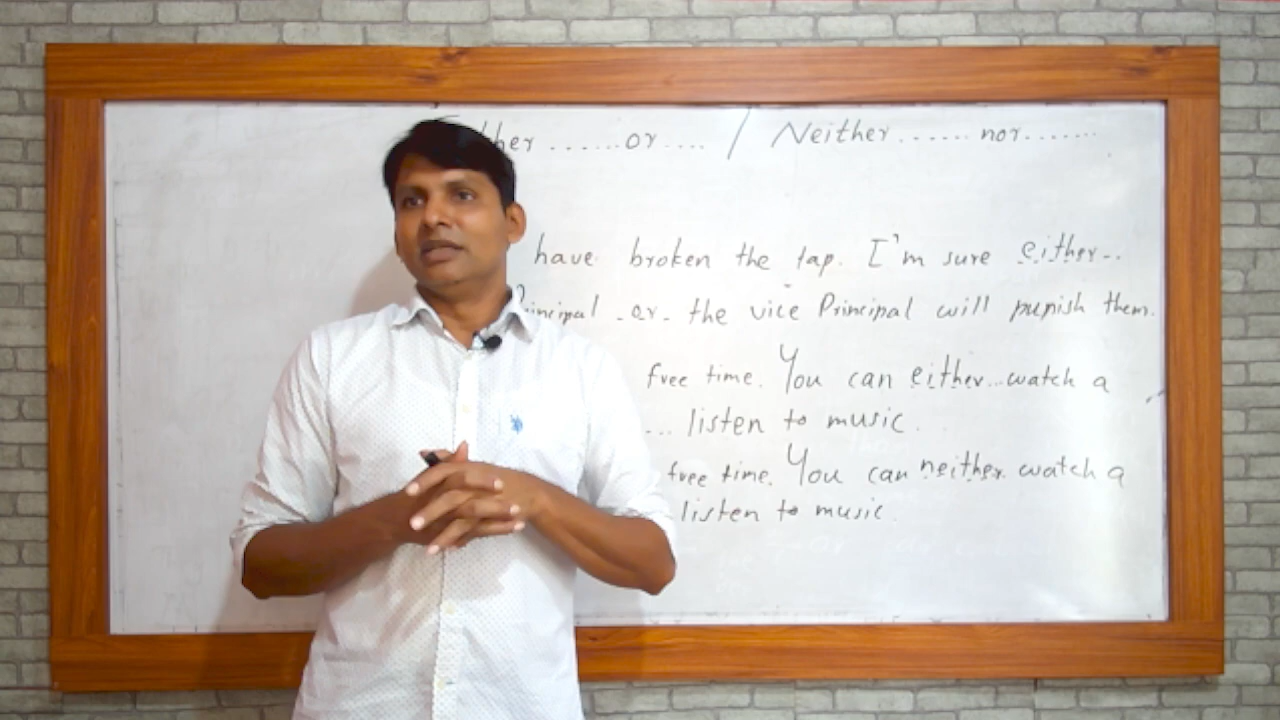 ther ...... or .... / Neither ...... nor .......
have broken the tap. I'm sure either..
rincipal .or. the vice Principal will punish them.
free time. You can either...watch a
... listen to music.
free time. You can neither. watch a
listen to music